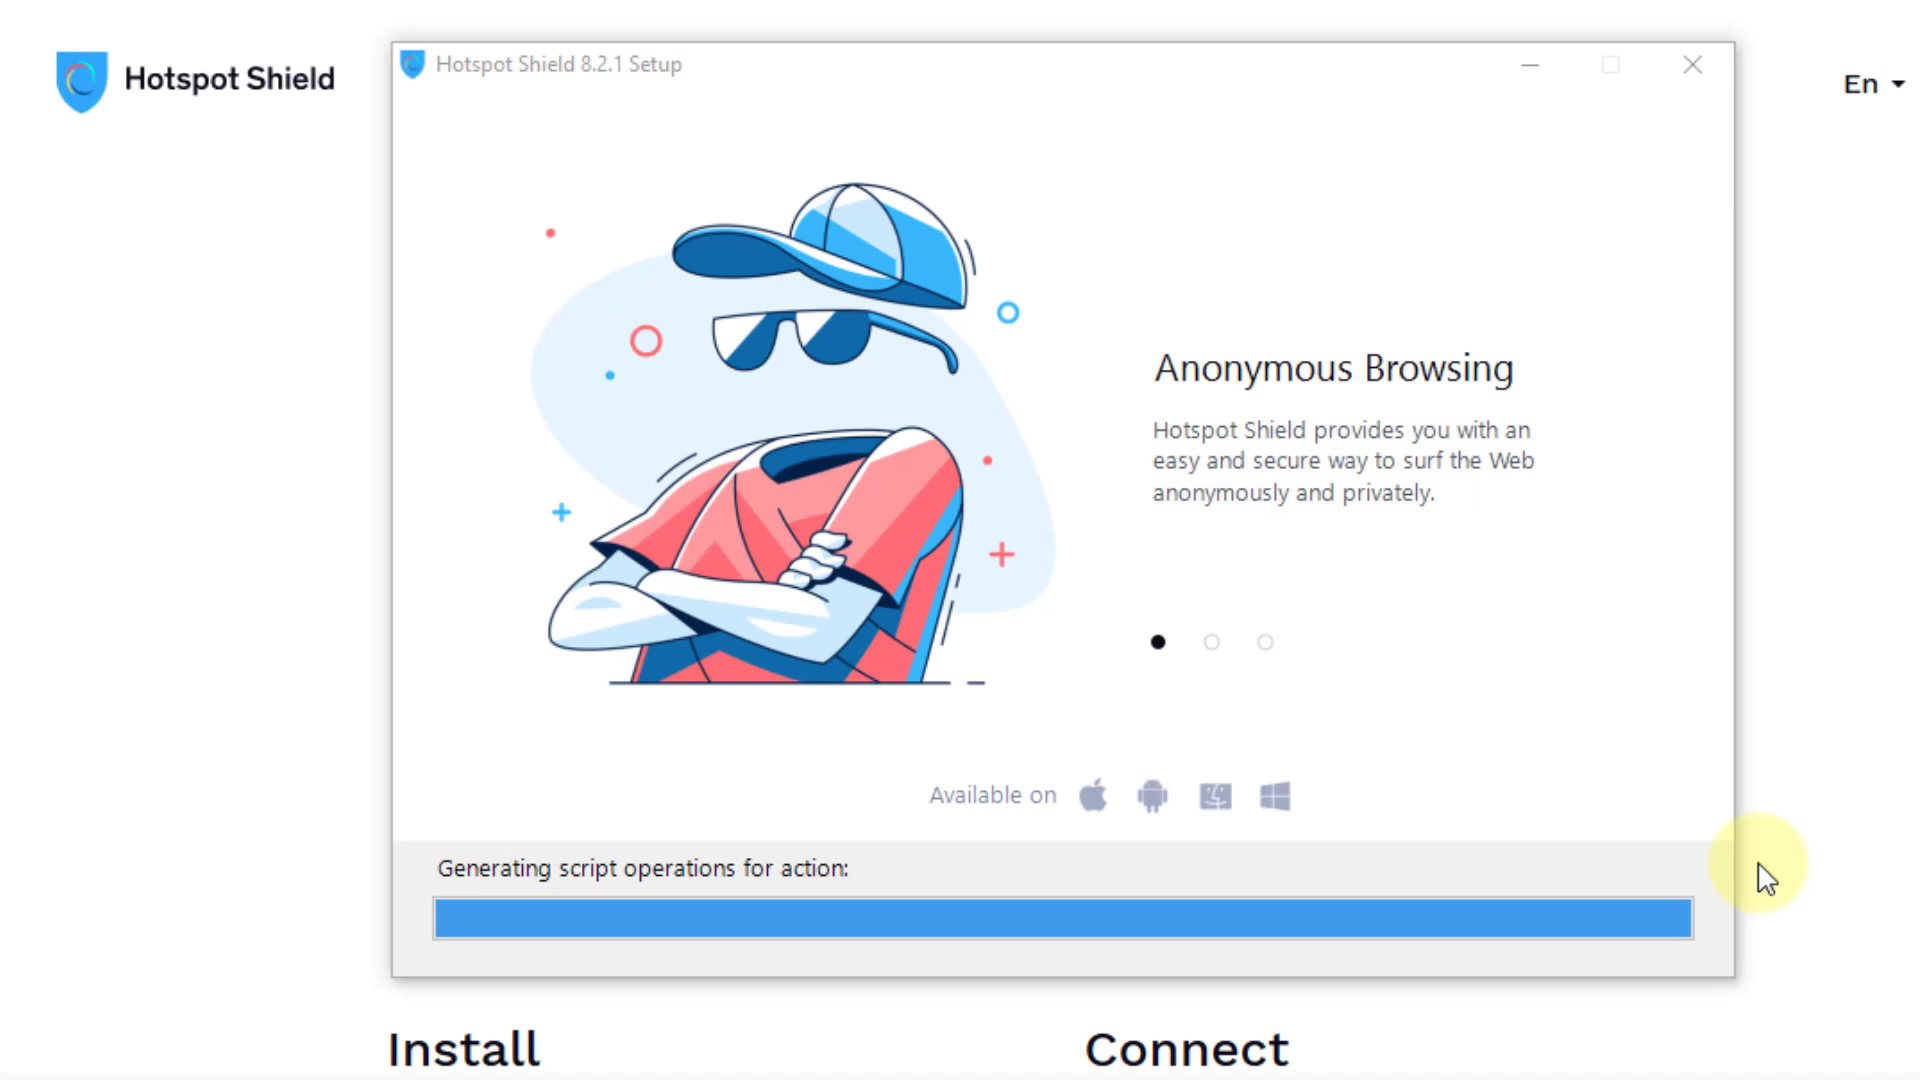 Hotspot Shield
Hotspot Shield 8.2.1 Setup
En
Anonymous Browsing
Hotspot Shield provides you with an
easy and secure way to surf the Web
anonymously and privately.
Available on
Generating script operations for action:
Install
Connect